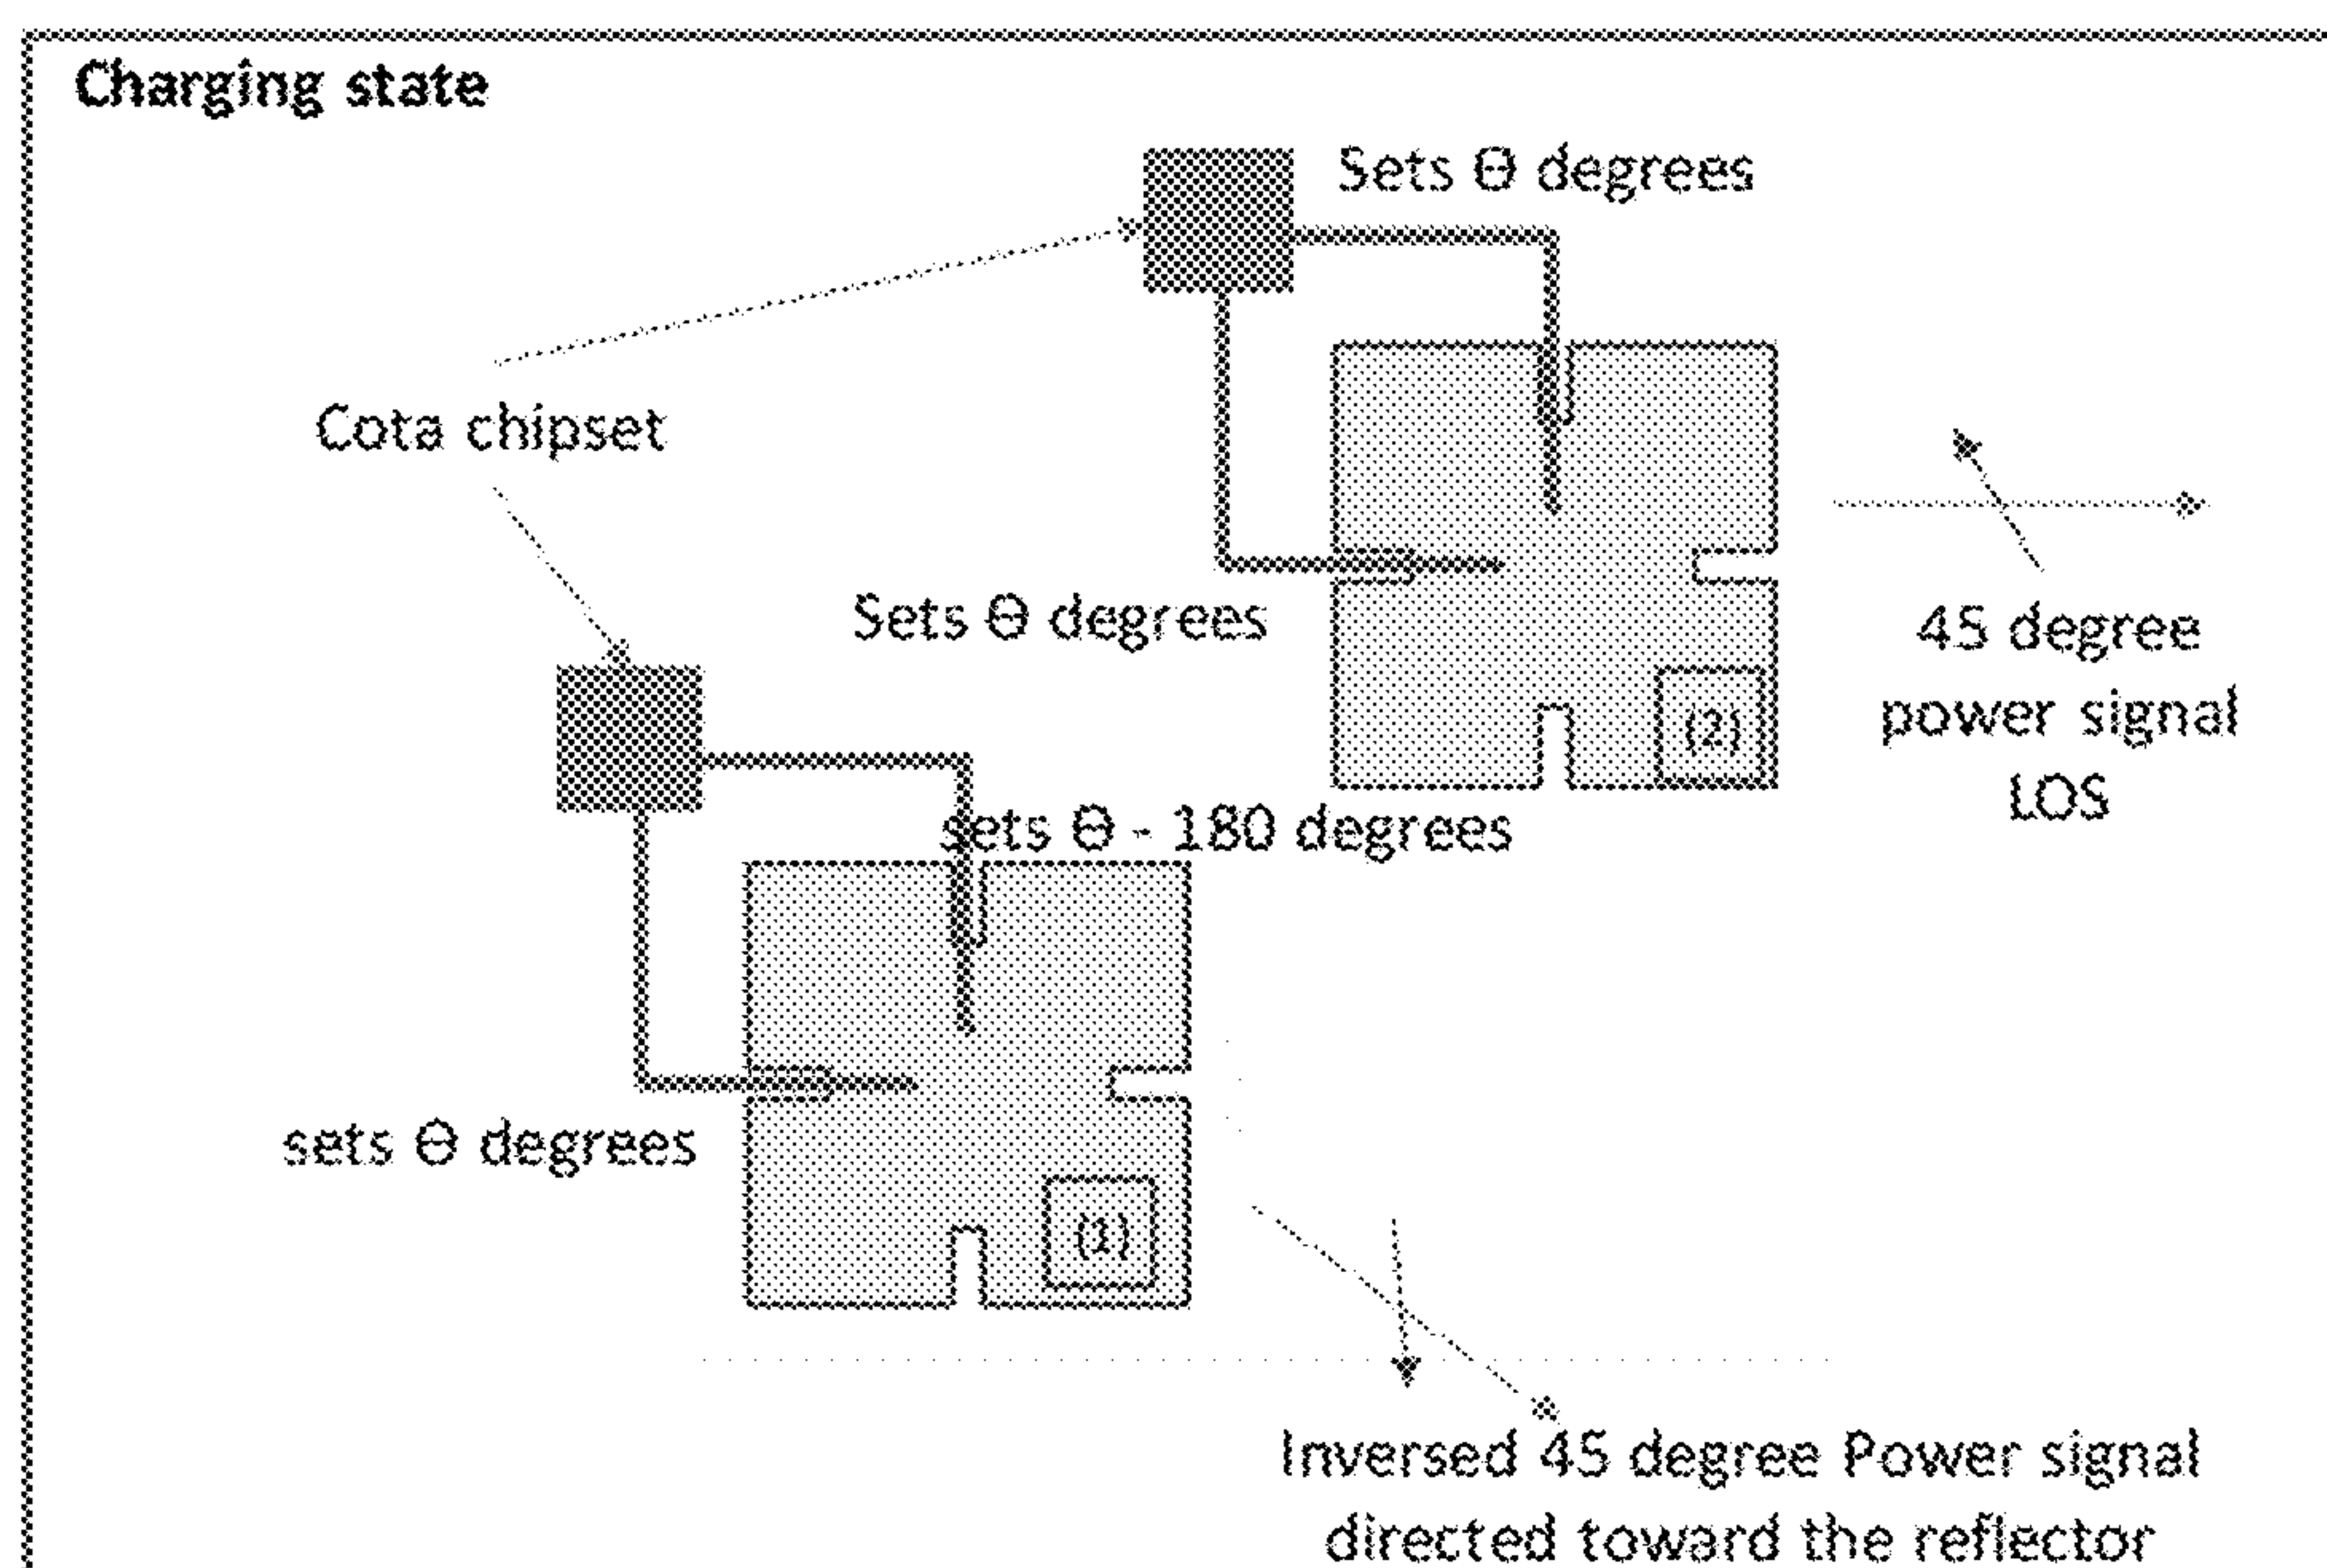 Charging state
Sets Θ degrees
Cota chipset
Sets Θ degrees
45 degree
power signal
LOS
(2)
sets Θ - 180 degrees
sets Θ degrees
(1)
Inversed 45 degree Power signal
directed toward the reflector